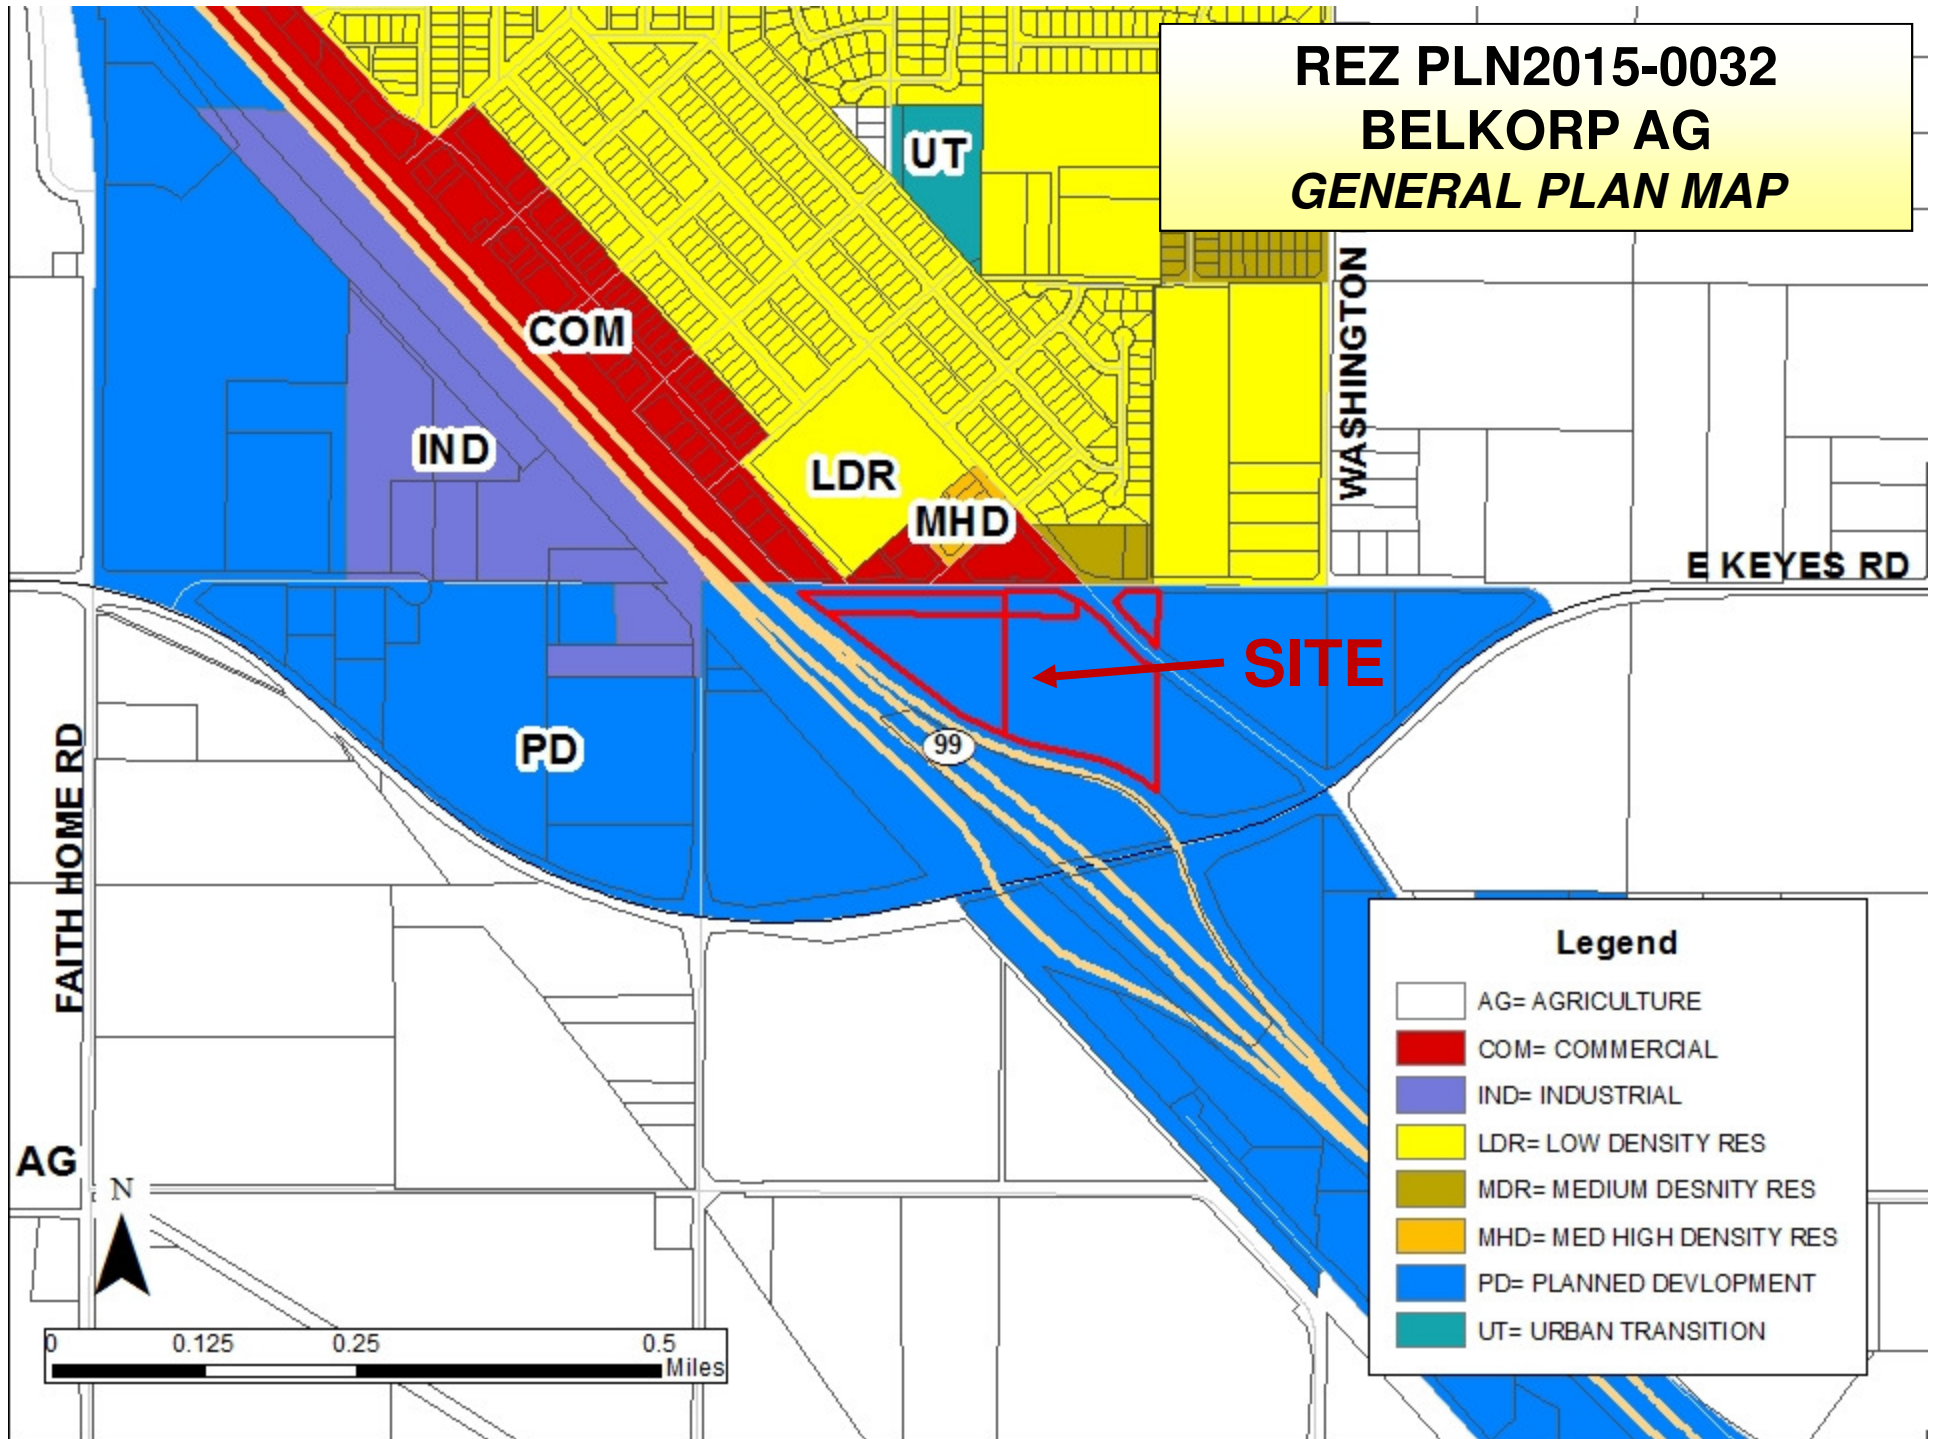 REZ PLN2015-0032
BELKORP AG
GENERAL PLAN MAP
UT
WASHINGTON
COM
IND
LDR
MHD
E KEYES RD
SITE
PD
99
FAITH HOME RD
Legend
AG= AGRICULTURE
COM= COMMERCIAL
IND= INDUSTRIAL
LDR= LOW DENSITY RES
MDR= MEDIUM DESNITY RES
MHD= MED HIGH DENSITY RES
PD= PLANNED DEVLOPMENT
UT= URBAN TRANSITION
AG
N
0 0.125 0.25 0.5
Miles